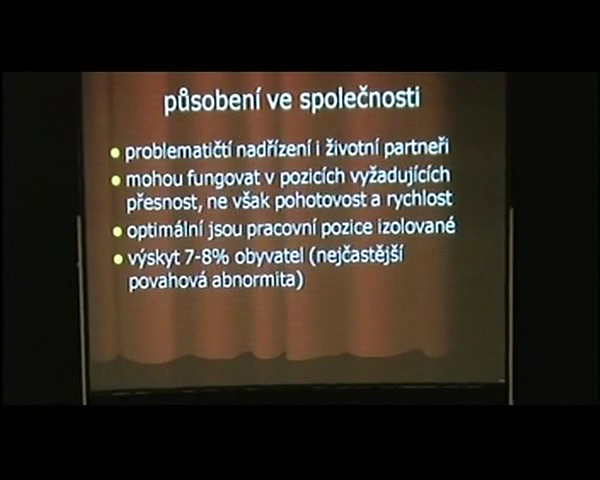 působení ve společnosti
problematičtí nadřízení i životní partneři
mohou fungovat v pozicích vyžadujících
přesnost, ne však pohotovost a rychlost
optimální jsou pracovní pozice izolované
výskyt 7-8% obyvatel (nejčastější
povahová abnormita)